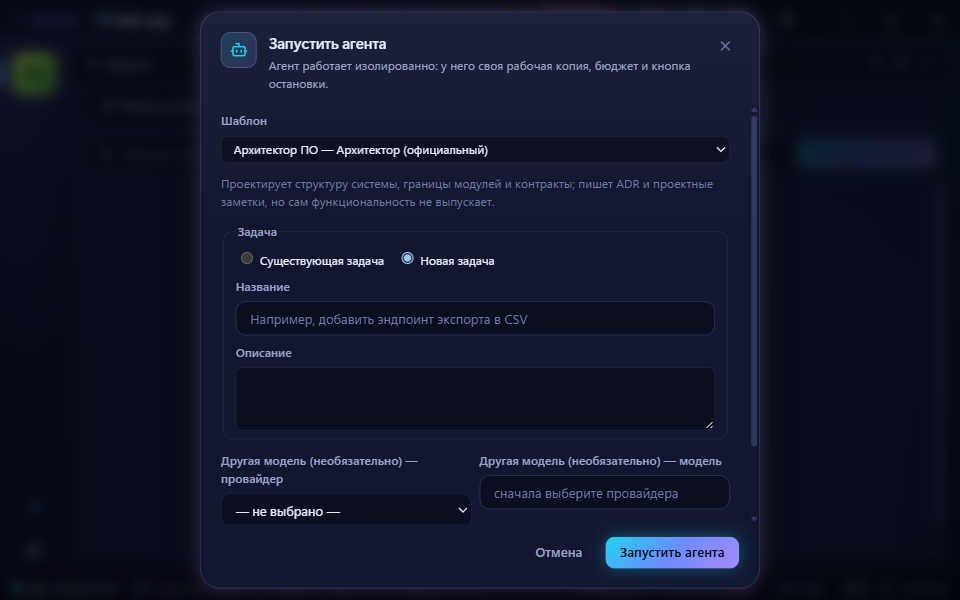 Запустить агента
Агент работает изолированно: у него своя рабочая копия, бюджет и кнопка
остановки.
Шаблон
Архитектор ПО — Архитектор (официальный)
Проектирует структуру системы, границы модулей и контракты; пишет ADR и проектные
заметки, но сам функциональность не выпускает.
Задача
Существующая задача
Новая задача
Название
Например, добавить эндпоинт экспорта в CSV
Описание
Другая модель (необязательно) —
провайдер
Другая модель (необязательно) — модель
— не выбрано —
сначала выберите провайдера
Отмена
Запустить агента